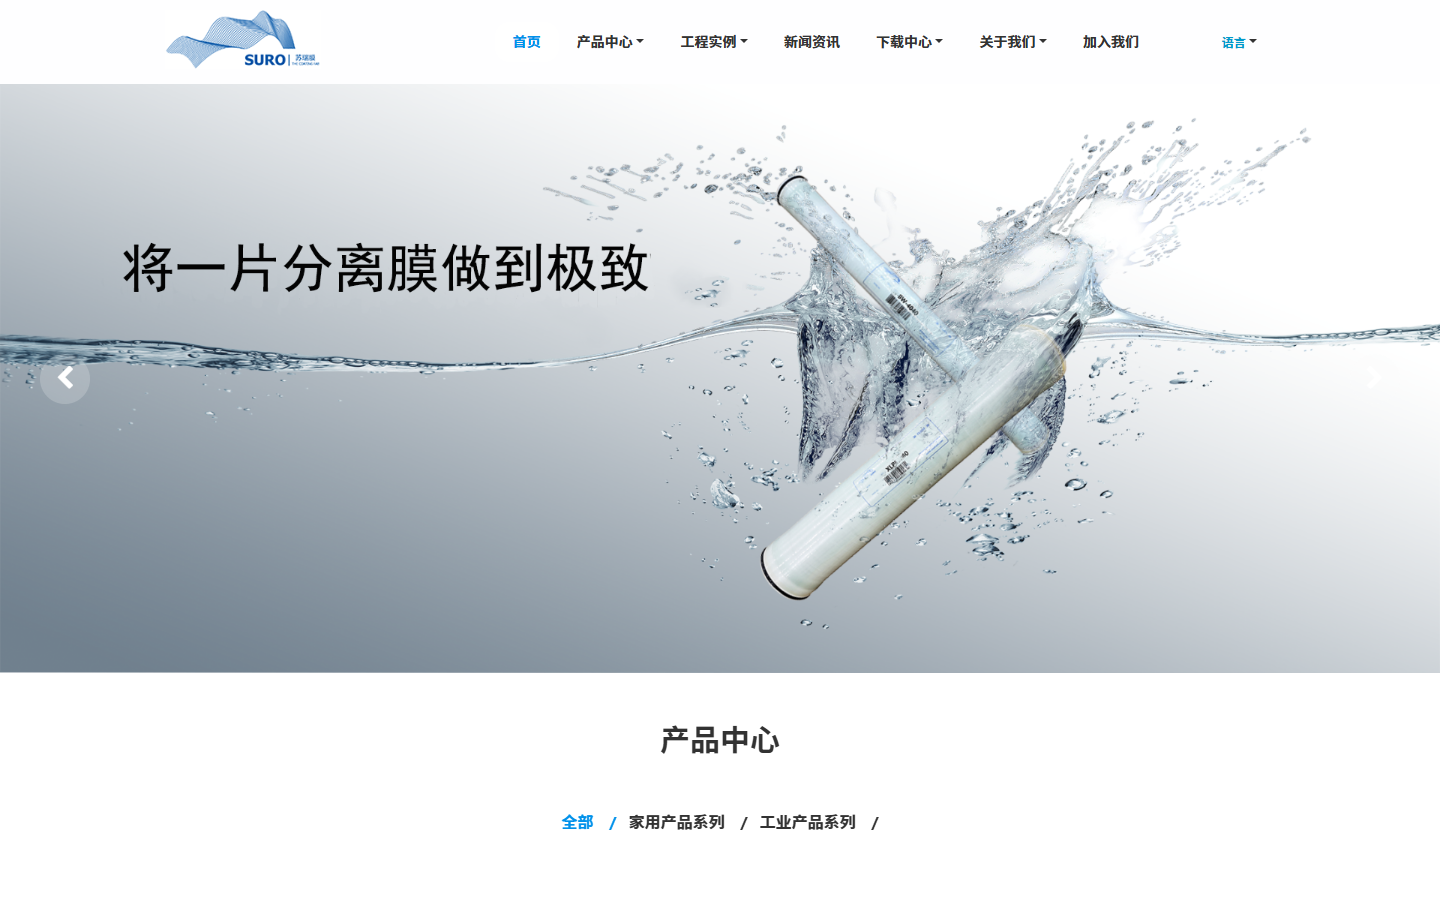 SURO 苏瑞膜
首页 产品中心 工程实例 新闻资讯 下载中心 关于我们 加入我们 语言
将一片分离膜做到极致
BW-4040
产品中心
全部 / 家用产品系列 / 工业产品系列 /